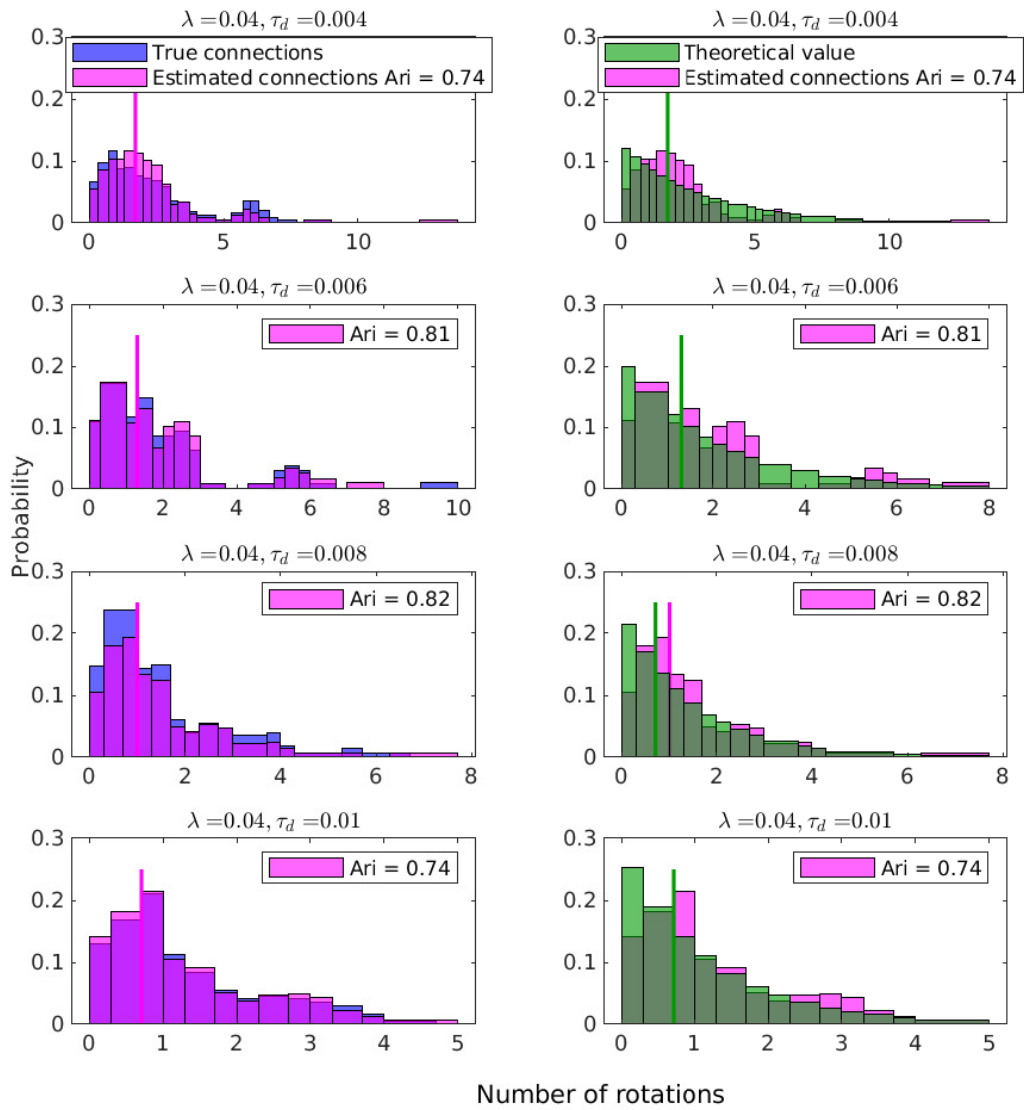 λ =0.04, τd =0.004
λ =0.04, τd =0.004
0.3
True connections
Estimated connections Ari = 0.74
0.2
0.1
0
0 5 10
0.3
Theoretical value
Estimated connections Ari = 0.74
0.2
0.1
0
0 5 10
λ =0.04, τd =0.006
λ =0.04, τd =0.006
0.3
Ari = 0.81
0.2
0.1
0
0 2 4 6 8 10
0.3
Ari = 0.81
0.2
0.1
0
0 2 4 6 8
Probability
λ =0.04, τd =0.008
λ =0.04, τd =0.008
0.3
Ari = 0.82
0.2
0.1
0
0 2 4 6 8
0.3
Ari = 0.82
0.2
0.1
0
0 2 4 6 8
λ =0.04, τd =0.01
λ =0.04, τd =0.01
0.3
Ari = 0.74
0.2
0.1
0
0 1 2 3 4 5
0.3
Ari = 0.74
0.2
0.1
0
0 1 2 3 4 5
Number of rotations